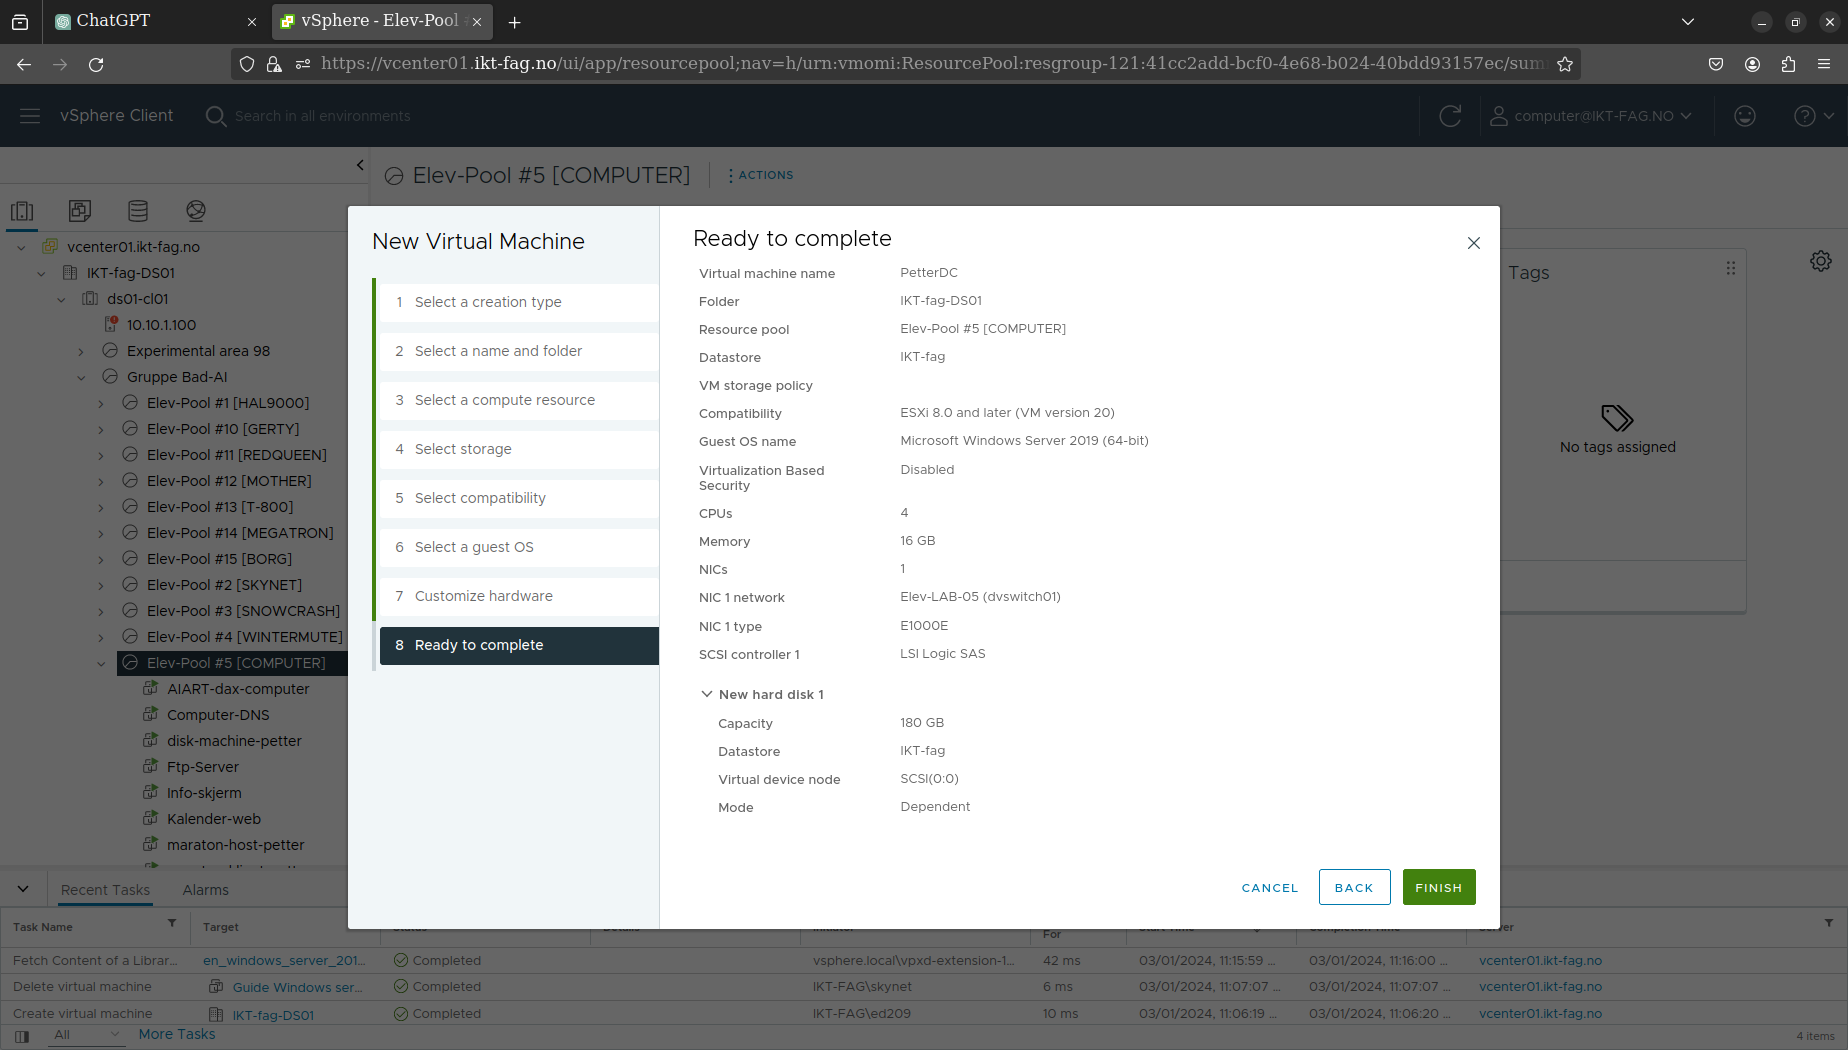 ChatGPT
vSphere - Elev-Pool
https://vcenter01.ikt-fag.no/ui/app/resourcepool;nav=h/urn:vmomi:ResourcePool:resgroup-121:41cc2add-bcf0-4e68-b024-40bdd93157ec/sum
vSphere Client
Search in all environments
computer@IKT-FAG.NO
Elev-Pool #5 [COMPUTER]
ACTIONS
vcenter01.ikt-fag.no
IKT-fag-DS01
ds01-cl01
10.10.1.100
Experimental area 98
Gruppe Bad-AI
Elev-Pool #1 [HAL9000]
Elev-Pool #10 [GERTY]
Elev-Pool #11 [REDQUEEN]
Elev-Pool #12 [MOTHER]
Elev-Pool #13 [T-800]
Elev-Pool #14 [MEGATRON]
Elev-Pool #15 [BORG]
Elev-Pool #2 [SKYNET]
Elev-Pool #3 [SNOWCRASH]
Elev-Pool #4 [WINTERMUTE]
Elev-Pool #5 [COMPUTER]
AIART-dax-computer
Computer-DNS
disk-machine-petter
Ftp-Server
Info-skjerm
Kalender-web
maraton-host-petter
New Virtual Machine
1 Select a creation type
2 Select a name and folder
3 Select a compute resource
4 Select storage
5 Select compatibility
6 Select a guest OS
7 Customize hardware
8 Ready to complete
Ready to complete
Virtual machine name PetterDC
Folder IKT-fag-DS01
Resource pool Elev-Pool #5 [COMPUTER]
Datastore IKT-fag
VM storage policy
Compatibility ESXi 8.0 and later (VM version 20)
Guest OS name Microsoft Windows Server 2019 (64-bit)
Virtualization Based Disabled
Security
CPUs 4
Memory 16 GB
NICs 1
NIC 1 network Elev-LAB-05 (dvswitch01)
NIC 1 type E1000E
SCSI controller 1 LSI Logic SAS
New hard disk 1
Capacity 180 GB
Datastore IKT-fag
Virtual device node SCSI(0:0)
Mode Dependent
CANCEL BACK FINISH
Tags
No tags assigned
Recent Tasks Alarms
Task Name Target For
Fetch Content of a Librar... en_windows_server_201... Completed vsphere.local\vpxd-extension-1... 42 ms 03/01/2024, 11:15:59 ... 03/01/2024, 11:16:00 ... vcenter01.ikt-fag.no
Delete virtual machine Guide Windows ser... Completed IKT-FAG\skynet 6 ms 03/01/2024, 11:07:07 ... 03/01/2024, 11:07:07 ... vcenter01.ikt-fag.no
Create virtual machine IKT-fag-DS01 Completed IKT-FAG\ed209 10 ms 03/01/2024, 11:06:19 ... 03/01/2024, 11:06:20 ... vcenter01.ikt-fag.no
All More Tasks 4 items